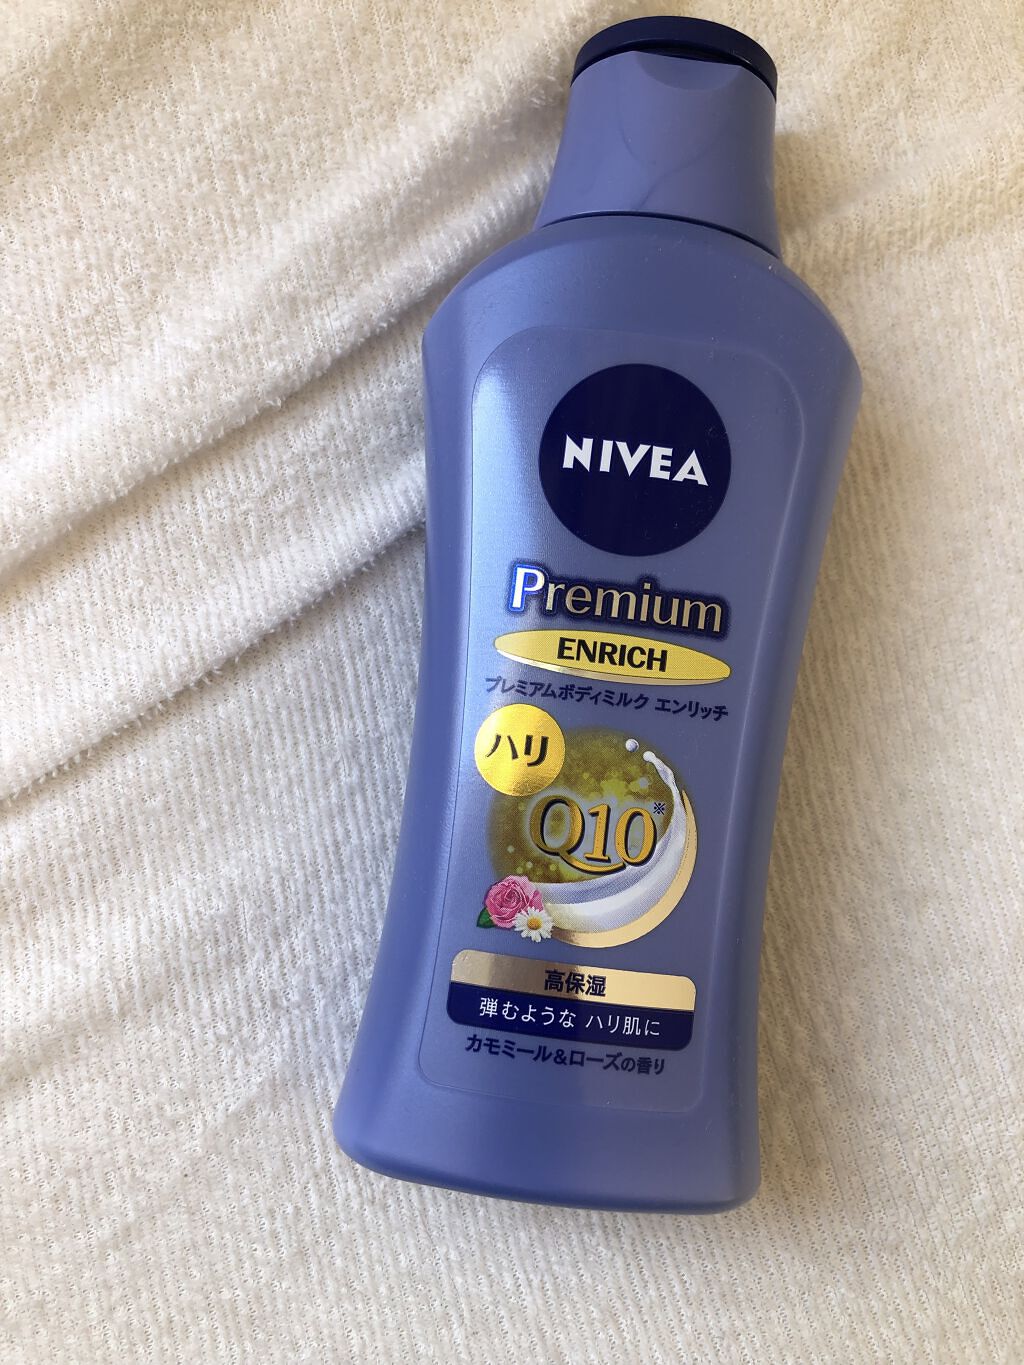 NIVEA
Premium
ENRICH
プレミアムボディミルク エンリッチ
ハリ
Q10※
高保湿
弾むような ハリ肌に
カモミール&ローズの香り